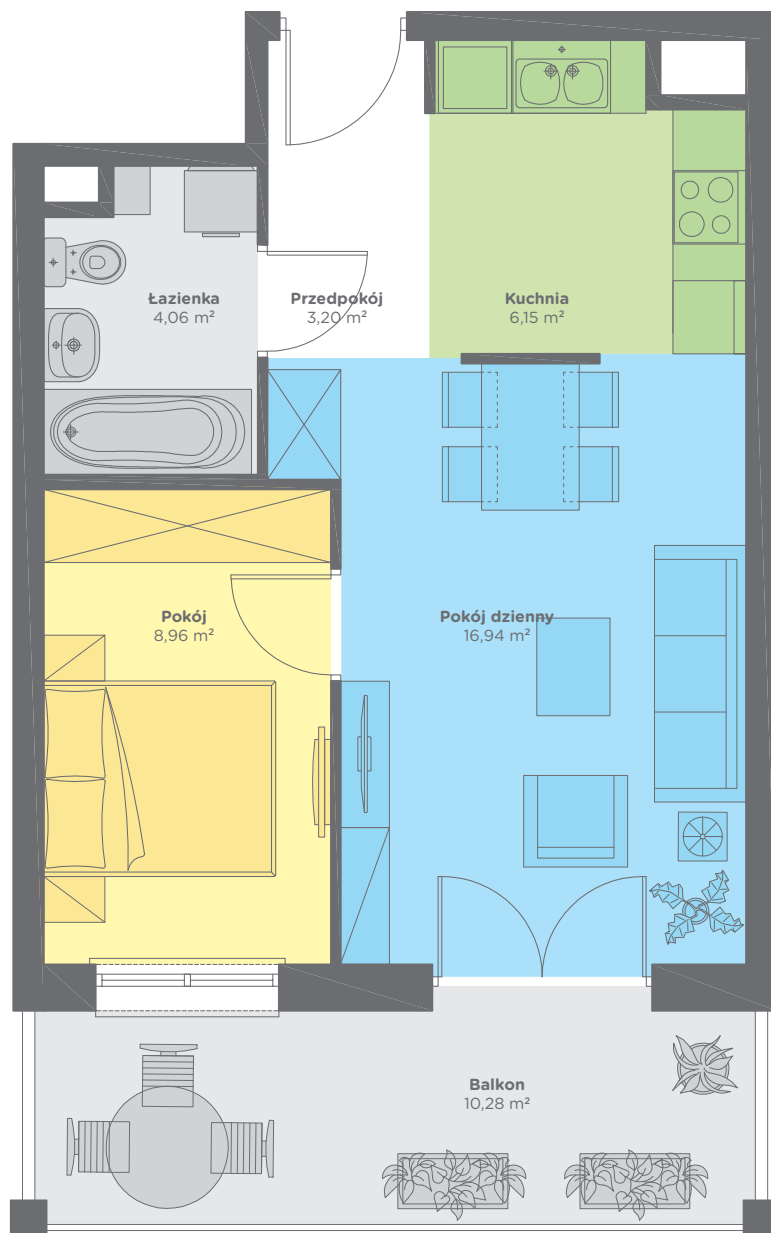 Łazienka
4,06 m²
Przedpokój
3,20 m²
Kuchnia
6,15 m²
Pokój
8,96 m²
Pokój dzienny
16,94 m²
Balkon
10,28 m²